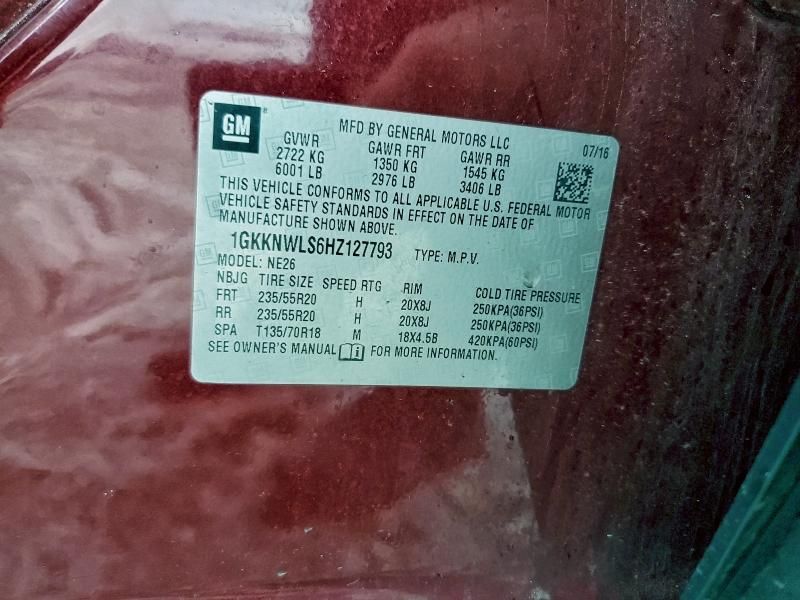 GM
MFD BY GENERAL MOTORS LLC
07/16
GVWR GAWR FRT GAWR RR
2722 KG 1350 KG 1545 KG
6001 LB 2976 LB 3406 LB
THIS VEHICLE CONFORMS TO ALL APPLICABLE U.S. FEDERAL MOTOR
VEHICLE SAFETY STANDARDS IN EFFECT ON THE DATE OF
MANUFACTURE SHOWN ABOVE.
1GKKNWLS6HZ127793 TYPE: M.P.V.
MODEL: NE26
NBJG TIRE SIZE SPEED RTG RIM COLD TIRE PRESSURE
FRT 235/55R20 H 20X8J 250KPA(36PSI)
RR 235/55R20 H 20X8J 250KPA(36PSI)
SPA T135/70R18 M 18X4.5B 420KPA(60PSI)
SEE OWNER'S MANUAL i FOR MORE INFORMATION.